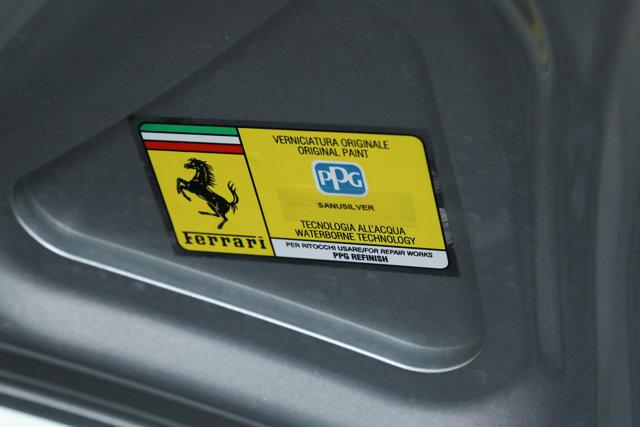 VERNICIATURA ORIGINALE
ORIGINAL PAINT
PPG
SANUSILVER
TECNOLOGIA ALL'ACQUA
WATERBORNE TECHNOLOGY
Ferrari
PER RITOCCHI USARE/FOR REPAIR WORKS
PPG REFINISH